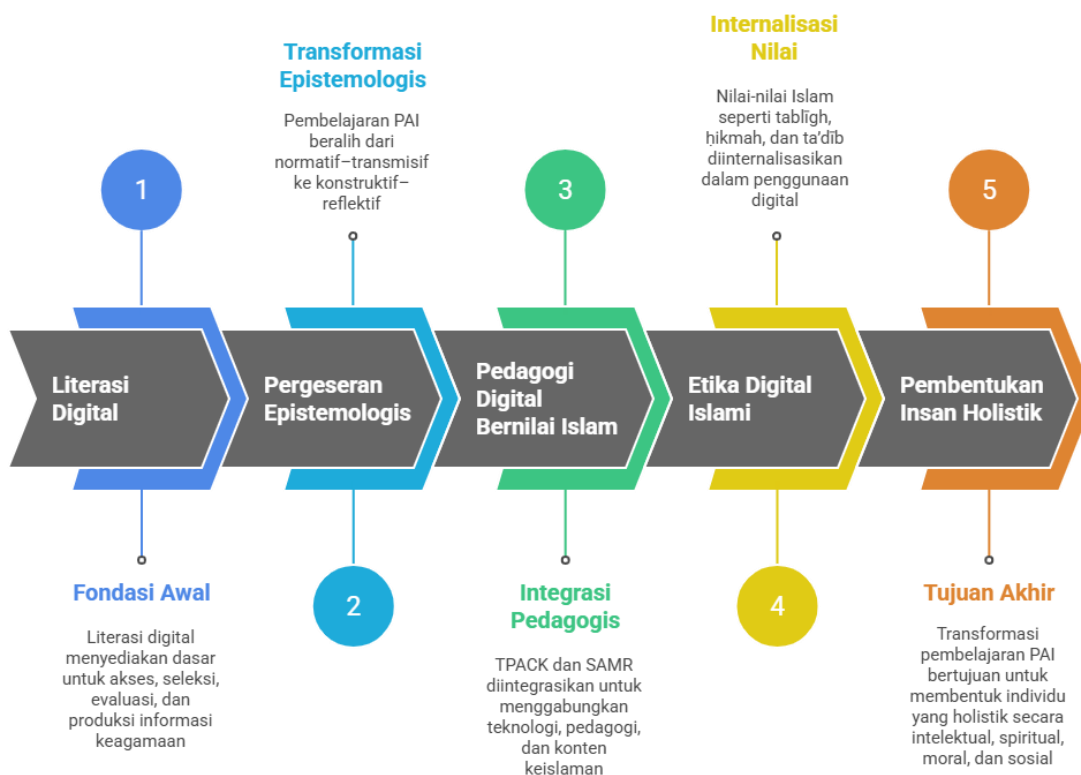 1
Literasi
Digital
Fondasi Awal
Literasi digital
menyediakan dasar
untuk akses, seleksi,
evaluasi, dan
produksi informasi
keagamaan
Transformasi
Epistemologis
Pembelajaran PAI
beralih dari
normatif–transmisif
ke konstruktif–
reflektif
Pergeseran
Epistemologis
2
3
Pedagogi
Digital
Bernilai Islam
Integrasi
Pedagogis
TPACK dan SAMR
diintegrasikan untuk
menggabungkan
teknologi, pedagogi,
dan konten
keislaman
Internalisasi
Nilai
Nilai-nilai Islam
seperti tablīgh,
ḥikmah, dan ta’dīb
diinternalisasikan
dalam penggunaan
digital
Etika Digital
Islami
4
5
Pembentukan
Insan Holistik
Tujuan Akhir
Transformasi
pembelajaran PAI
bertujuan untuk
membentuk individu
yang holistik secara
intelektual, spiritual,
moral, dan sosial